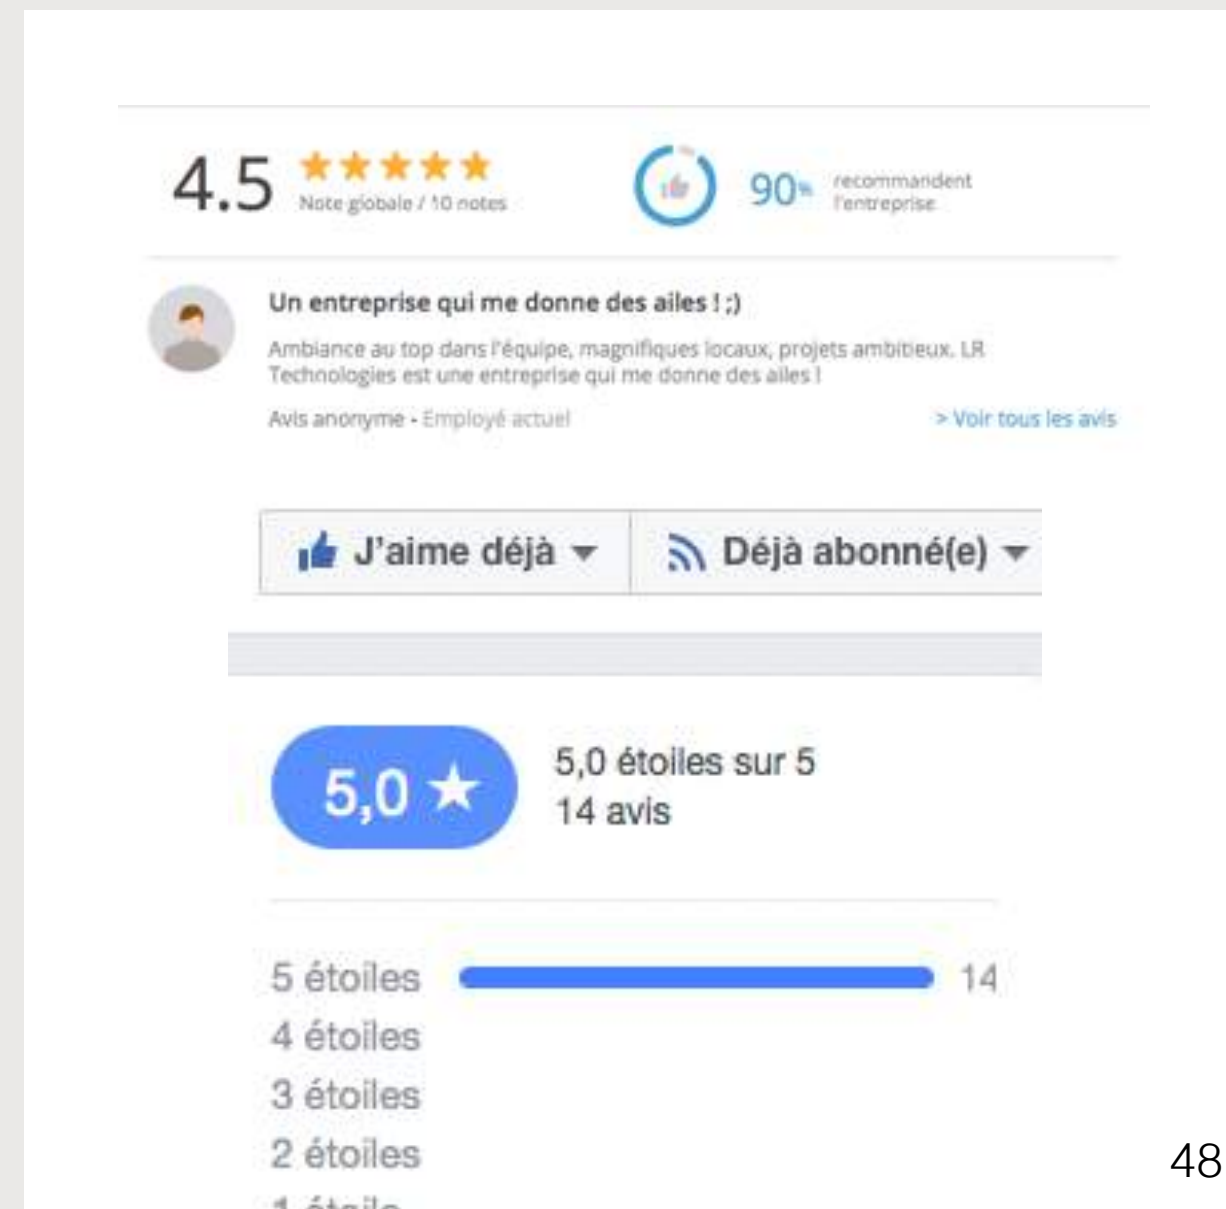 4.5
Note globale / 10 notes
90%
recommandent
l'entreprise
Un entreprise qui me donne des ailes ! ;)
Ambiance au top dans l'équipe, magnifiques locaux, projets ambitieux. LR
Technologies est une entreprise qui me donne des ailes !
Avis anonyme - Employé actuel
> Voir tous les avis
J'aime déjà
Déjà abonné(e)
5,0
5,0 étoiles sur 5
14 avis
5 étoiles 14
4 étoiles
3 étoiles
2 étoiles
1 étoile
48